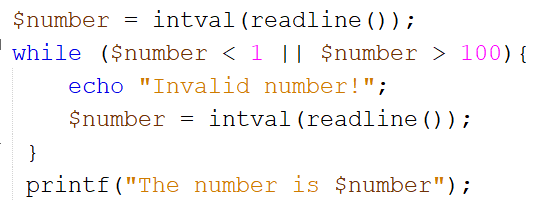 $number = intval(readline());
while ($number < 1 || $number > 100){
    echo "Invalid number!";
    $number = intval(readline());
 }
 printf("The number is $number");